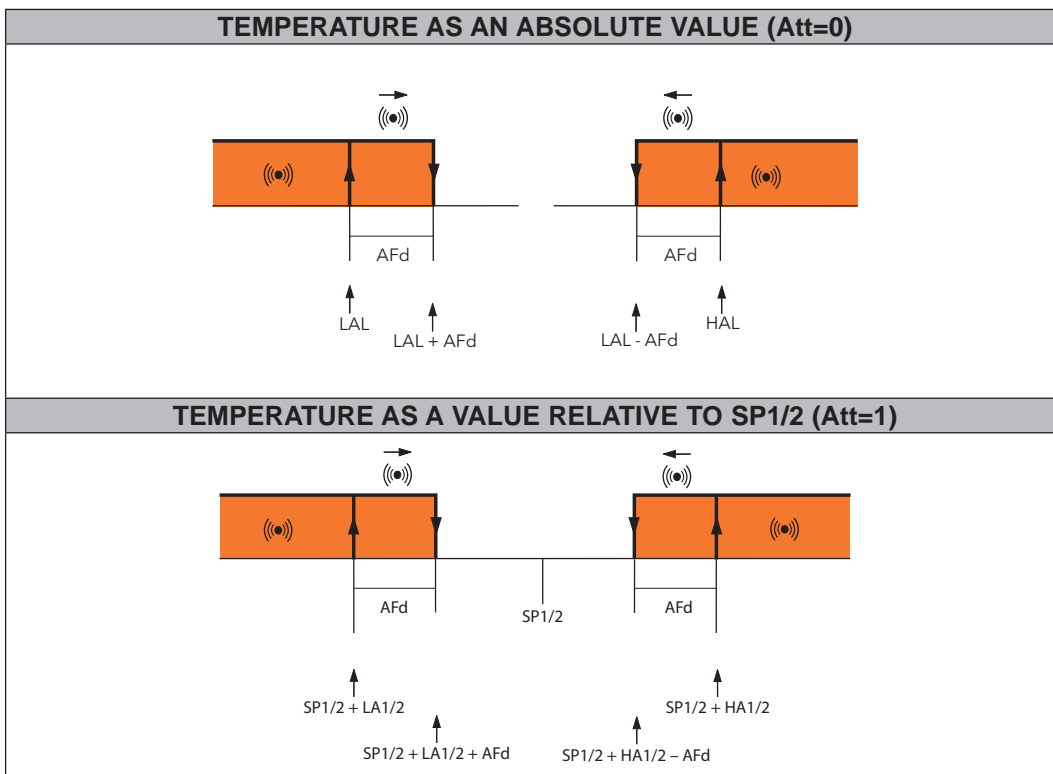 TEMPERATURE AS AN ABSOLUTE VALUE (Att=0)
AFd
AFd
LAL
HAL
LAL + AFd
LAL - AFd
TEMPERATURE AS A VALUE RELATIVE TO SP1/2 (Att=1)
AFd
SP1/2
AFd
SP1/2 + LA1/2
SP1/2 + HA1/2
SP1/2 + LA1/2 + AFd
SP1/2 + HA1/2 – AFd